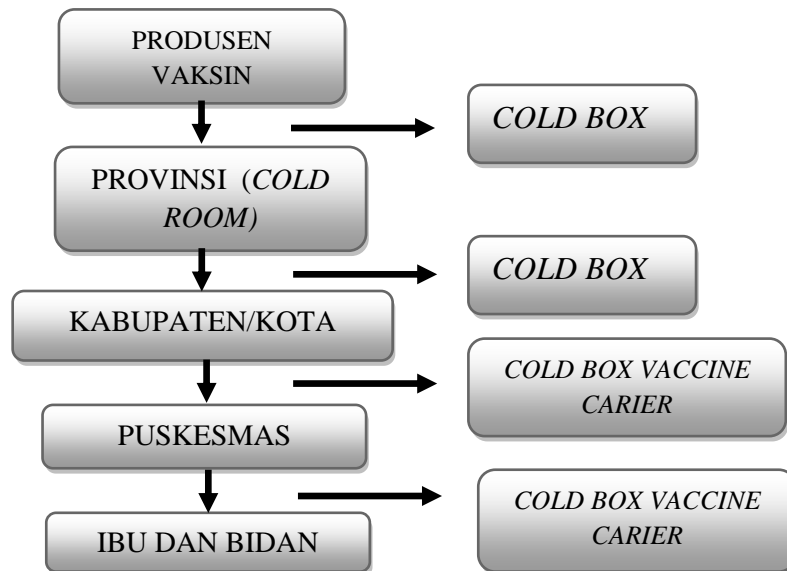 PRODUSEN
VAKSIN
COLD BOX
PROVINSI (COLD
ROOM)
COLD BOX
KABUPATEN/KOTA
COLD BOX VACCINE
CARIER
PUSKESMAS
COLD BOX VACCINE
CARIER
IBU DAN BIDAN